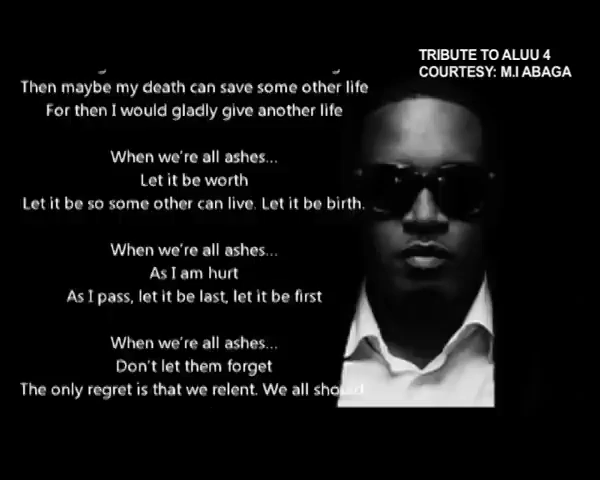 TRIBUTE TO ALUU 4
COURTESY: M.I ABAGA
Then maybe my death can save some other life
For then I would gladly give another life
When we're all ashes...
Let it be worth
Let it be so some other can live. Let it be birth.
When we're all ashes...
As I am hurt
As I pass, let it be last, let it be first
When we're all ashes...
Don't let them forget
The only regret is that we relent. We all should